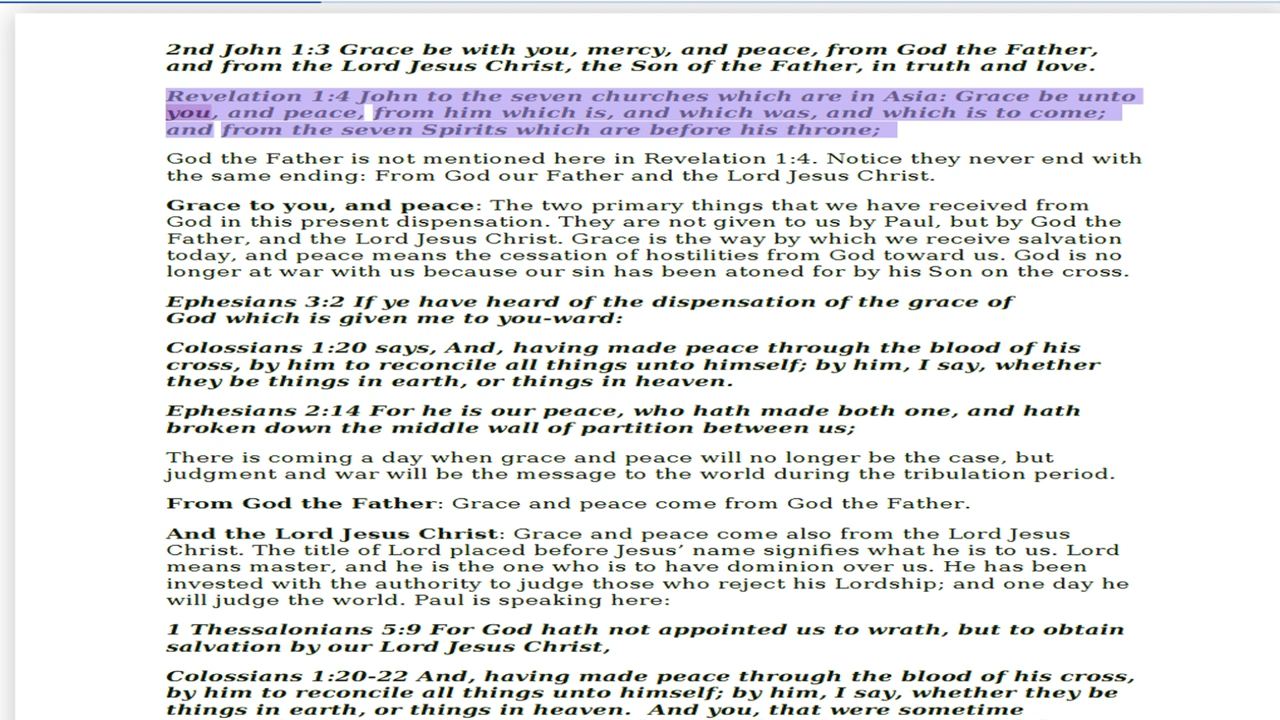 2nd John 1:3 Grace be with you, mercy, and peace, from God the Father,
and from the Lord Jesus Christ, the Son of the Father, in truth and love.
Revelation 1:4 John to the seven churches which are in Asia: Grace be unto
you, and peace, from him which is, and which was, and which is to come;
and from the seven Spirits which are before his throne;
God the Father is not mentioned here in Revelation 1:4. Notice they never end with
the same ending: From God our Father and the Lord Jesus Christ.
Grace to you, and peace: The two primary things that we have received from
God in this present dispensation. They are not given to us by Paul, but by God the
Father, and the Lord Jesus Christ. Grace is the way by which we receive salvation
today, and peace means the cessation of hostilities from God toward us. God is no
longer at war with us because our sin has been atoned for by his Son on the cross.
Ephesians 3:2 If ye have heard of the dispensation of the grace of
God which is given me to you-ward:
Colossians 1:20 says, And, having made peace through the blood of his
cross, by him to reconcile all things unto himself; by him, I say, whether
they be things in earth, or things in heaven.
Ephesians 2:14 For he is our peace, who hath made both one, and hath
broken down the middle wall of partition between us;
There is coming a day when grace and peace will no longer be the case, but
judgment and war will be the message to the world during the tribulation period.
From God the Father: Grace and peace come from God the Father.
And the Lord Jesus Christ: Grace and peace come also from the Lord Jesus
Christ. The title of Lord placed before Jesus’ name signifies what he is to us. Lord
means master, and he is the one who is to have dominion over us. He has been
invested with the authority to judge those who reject his Lordship; and one day he
will judge the world. Paul is speaking here:
1 Thessalonians 5:9 For God hath not appointed us to wrath, but to obtain
salvation by our Lord Jesus Christ,
Colossians 1:20-22 And, having made peace through the blood of his cross,
by him to reconcile all things unto himself; by him, I say, whether they be
things in earth, or things in heaven. And you, that were sometime